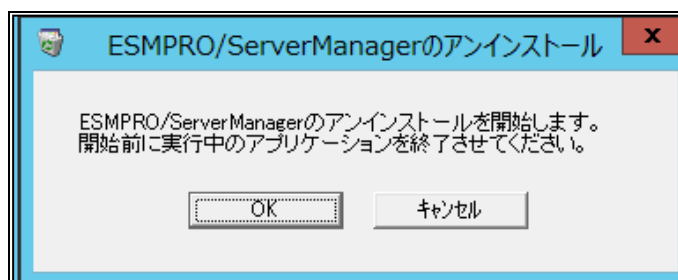 ESMPRO/ServerManagerのアンインストール
x
ESMPRO/ServerManagerのアンインストールを開始します。
開始前に実行中のアプリケーションを終了させてください。
OK
キャンセル